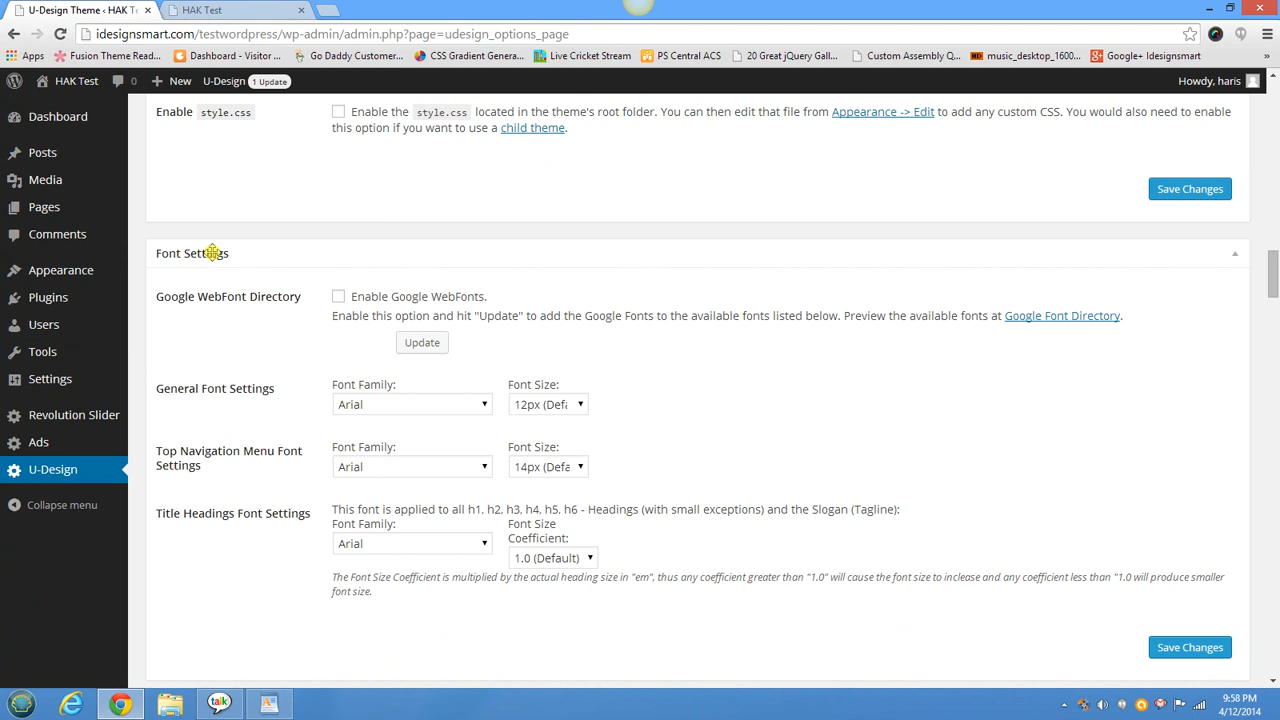 U-Design Theme ‹ HAK T
HAK Test
idesignsmart.com/testwordpress/wp-admin/admin.php?page=udesign_options_page
Apps
Fusion Theme Read...
Dashboard - Visitor ...
Go Daddy Customer...
CSS Gradient Genera...
Live Cricket Stream
PS Central ACS
20 Great jQuery Gall...
Custom Assembly Q...
music_desktop_1600...
Google+ Idesignsmart
HAK Test
0
New
U-Design
1 Update
Howdy, haris
Dashboard
Posts
Media
Pages
Comments
Appearance
Plugins
Users
Tools
Settings
Revolution Slider
Ads
U-Design
Collapse menu
Enable style.css
Enable the style.css located in the theme's root folder. You can then edit that file from Appearance -> Edit to add any custom CSS. You would also need to enable
this option if you want to use a child theme.
Save Changes
Font Settings
Google WebFont Directory
Enable Google WebFonts.
Enable this option and hit "Update" to add the Google Fonts to the available fonts listed below. Preview the available fonts at Google Font Directory.
Update
General Font Settings
Font Family:
Font Size:
Arial
12px (Defa
Top Navigation Menu Font
Settings
Font Family:
Font Size:
Arial
14px (Defa
Title Headings Font Settings
This font is applied to all h1, h2, h3, h4, h5, h6 - Headings (with small exceptions) and the Slogan (Tagline):
Font Family:
Font Size
Coefficient:
Arial
1.0 (Default)
The Font Size Coefficient is multiplied by the actual heading size in "em", thus any coefficient greater than "1.0" will cause the font size to inclease and any coefficient less than "1.0 will produce smaller
font size.
Save Changes
talk
9:58 PM
4/12/2014